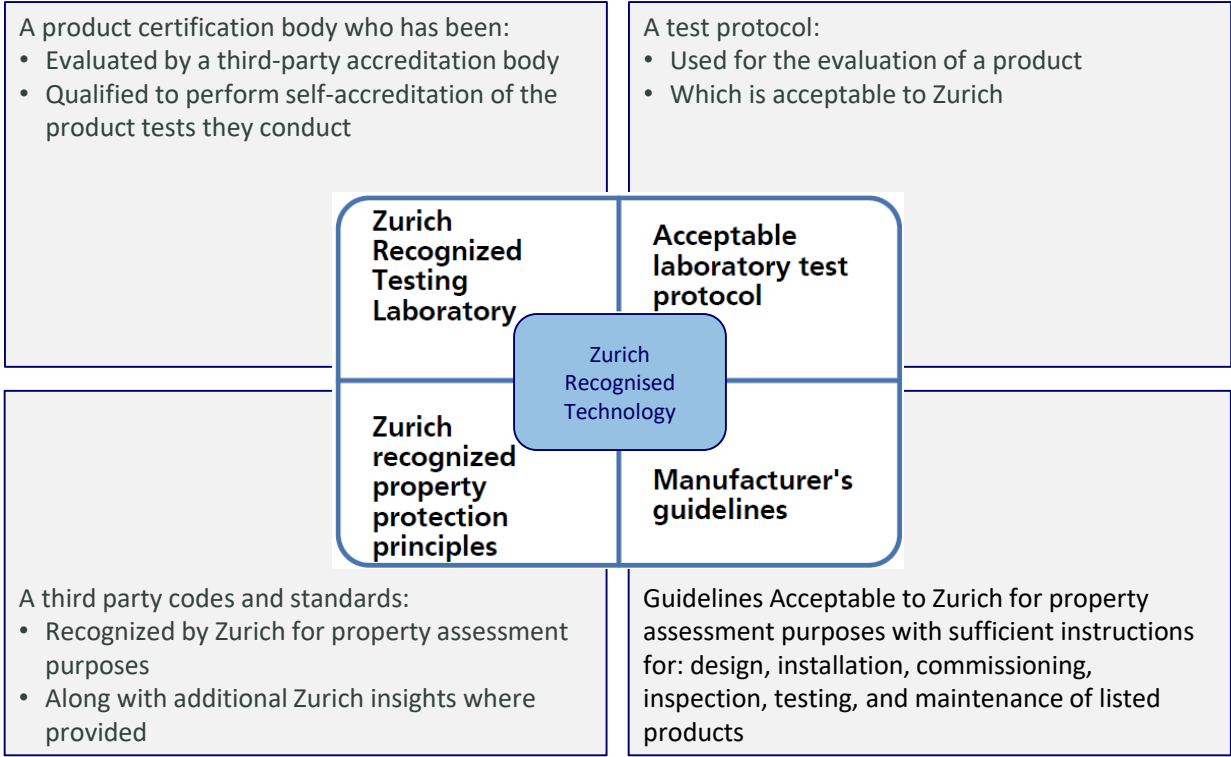 A product certification body who has been:
• Evaluated by a third-party accreditation body
• Qualified to perform self-accreditation of the
product tests they conduct
A test protocol:
• Used for the evaluation of a product
• Which is acceptable to Zurich
Zurich
Recognized
Testing
Laboratory
Acceptable
laboratory test
protocol
Zurich
Recognised
Technology
Zurich
recognized
property
protection
principles
Manufacturer's
guidelines
A third party codes and standards:
• Recognized by Zurich for property assessment
purposes
• Along with additional Zurich insights where
provided
Guidelines Acceptable to Zurich for property
assessment purposes with sufficient instructions
for: design, installation, commissioning,
inspection, testing, and maintenance of listed
products